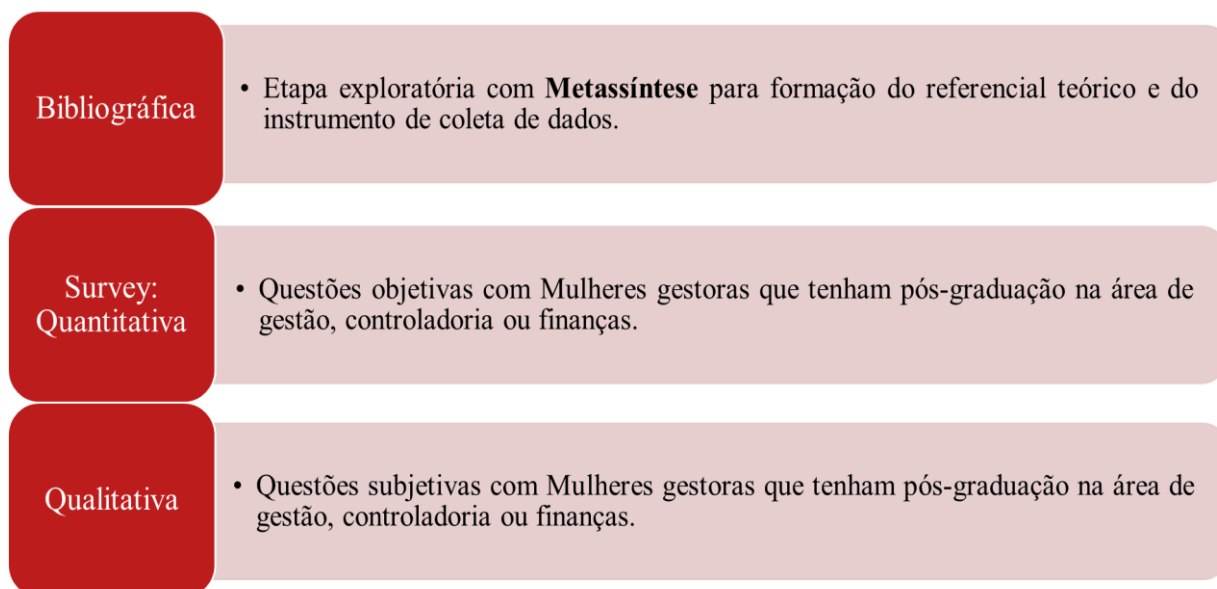 Bibliográfica
• Etapa exploratória com Metassíntese para formação do referencial teórico e do
instrumento de coleta de dados.
Survey:
Quantitativa
• Questões objetivas com Mulheres gestoras que tenham pós-graduação na área de
gestão, controladoria ou finanças.
Qualitativa
• Questões subjetivas com Mulheres gestoras que tenham pós-graduação na área de
gestão, controladoria ou finanças.